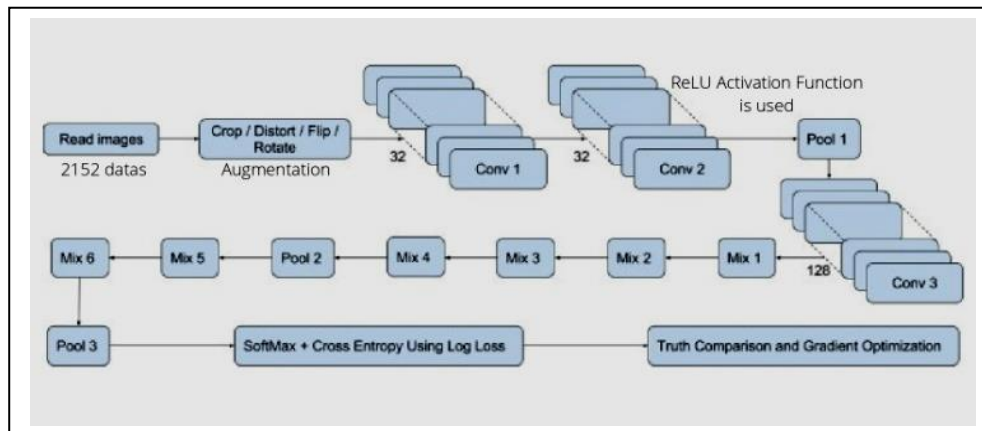 Read images
2152 datas
Crop / Distort / Flip /
Rotate
Augmentation
32
Conv 1
32
Conv 2
ReLU Activation Function
is used
Pool 1
128
Conv 3
Mix 1
Mix 2
Mix 3
Mix 4
Pool 2
Mix 5
Mix 6
Pool 3
SoftMax + Cross Entropy Using Log Loss
Truth Comparison and Gradient Optimization